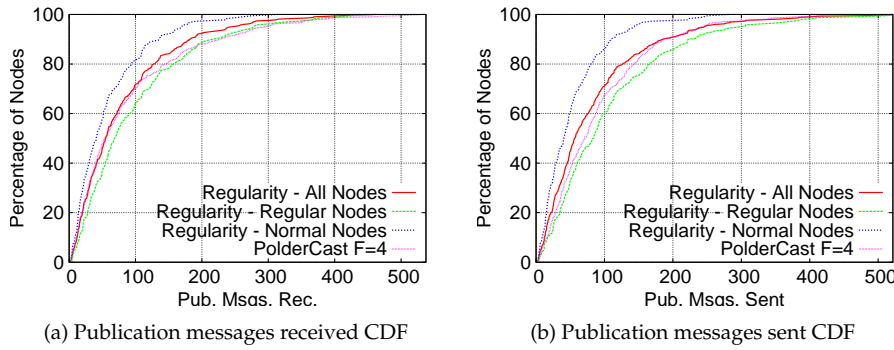 100
80
60
40
20
0
Percentage of Nodes
Regularity - All Nodes
Regularity - Regular Nodes
Regularity - Normal Nodes
PolderCast F=4
0 100 200 300 400 500
Pub. Msgs. Rec.
(a) Publication messages received CDF
100
80
60
40
20
0
Percentage of Nodes
Regularity - All Nodes
Regularity - Regular Nodes
Regularity - Normal Nodes
PolderCast F=4
0 100 200 300 400 500
Pub. Msgs. Sent
(b) Publication messages sent CDF